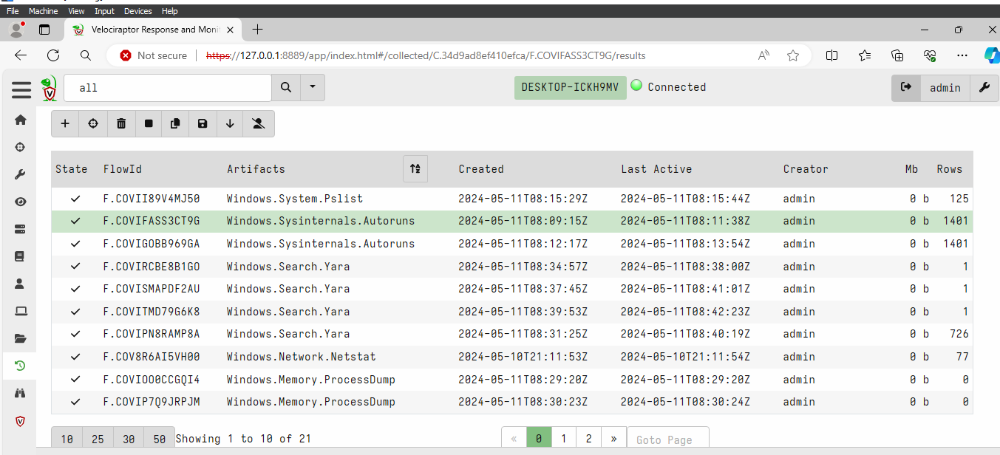 File Machine View Input Devices Help
Velociraptor Response and Monit
Not secure https://127.0.0.1:8889/app/index.html#/collected/C.34d9ad8ef410efca/F.COVIFASS3CT9G/results
all DESKTOP-ICKH9MV Connected admin
State FlowId Artifacts Created Last Active Creator Mb Rows
F.COVII89V4MJ50 Windows.System.Pslist 2024-05-11T08:15:29Z 2024-05-11T08:15:44Z admin 0 b 125
F.COVIFASS3CT9G Windows.Sysinternals.Autoruns 2024-05-11T08:09:15Z 2024-05-11T08:11:38Z admin 0 b 1401
F.COVIGOBB969GA Windows.Sysinternals.Autoruns 2024-05-11T08:12:17Z 2024-05-11T08:13:54Z admin 0 b 1401
F.COVIRCBE8B1GO Windows.Search.Yara 2024-05-11T08:34:57Z 2024-05-11T08:38:00Z admin 0 b 1
F.COVISMAPDF2AU Windows.Search.Yara 2024-05-11T08:37:45Z 2024-05-11T08:41:01Z admin 0 b 1
F.COVITMD79G6K8 Windows.Search.Yara 2024-05-11T08:39:53Z 2024-05-11T08:42:23Z admin 0 b 1
F.COVIPN8RAMP8A Windows.Search.Yara 2024-05-11T08:31:25Z 2024-05-11T08:40:19Z admin 0 b 726
F.COV8R6AI5VH00 Windows.Network.Netstat 2024-05-10T21:11:53Z 2024-05-10T21:11:54Z admin 0 b 77
F.COVIOO0CCGQI4 Windows.Memory.ProcessDump 2024-05-11T08:29:20Z 2024-05-11T08:29:20Z admin 0 b 0
F.COVIP7Q9JRPJM Windows.Memory.ProcessDump 2024-05-11T08:30:23Z 2024-05-11T08:30:24Z admin 0 b 0
10 25 30 50 Showing 1 to 10 of 21 « 0 1 2 » Goto Page